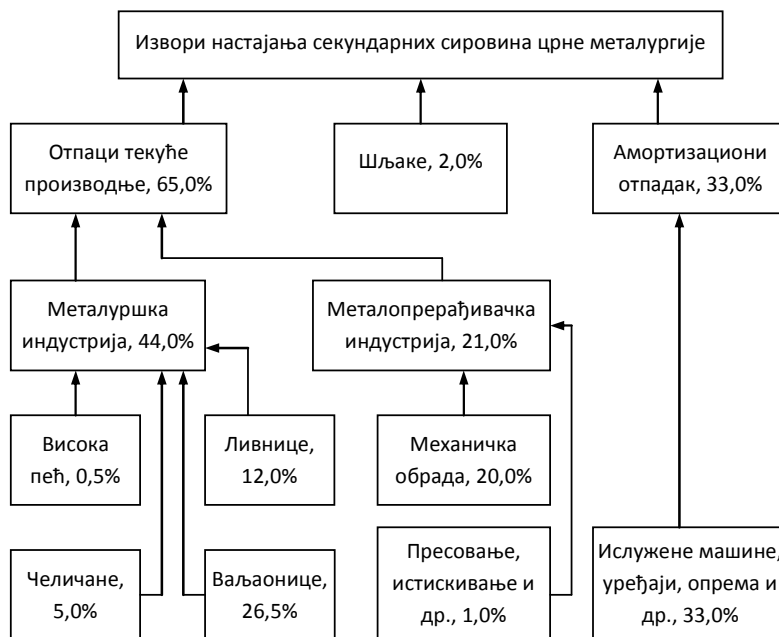 Извори настајања секундарних сировина црне металургије
Отпаци текуће
производње, 65,0%
Шљаке, 2,0%
Амортизациони
отпадак, 33,0%
Металуршка
индустрија, 44,0%
Металопрерађивачка
индустрија, 21,0%
Висока
пећ, 0,5%
Ливнице,
12,0%
Механичка
обрада, 20,0%
Челичане,
5,0%
Ваљаонице,
26,5%
Пресовање,
истискивање и
др., 1,0%
Ислужене машине,
уређаји, опрема и
др., 33,0%